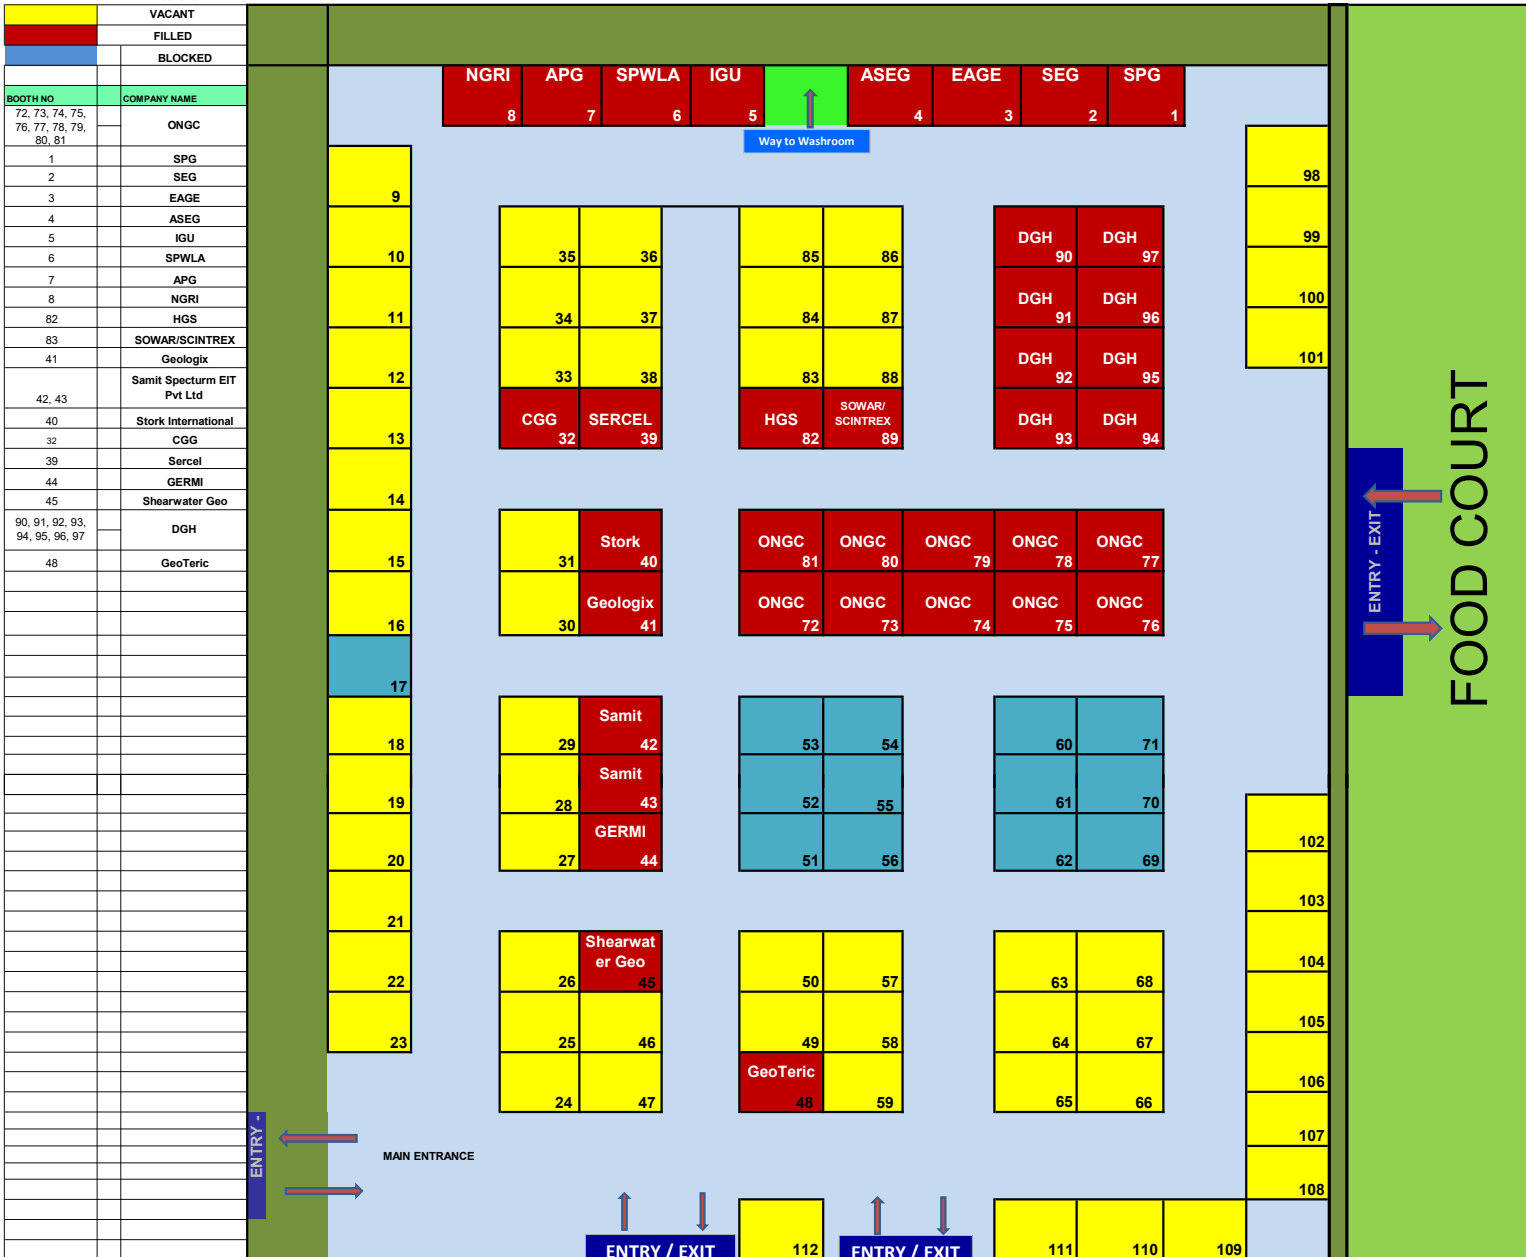 VACANT
FILLED
BLOCKED
BOOTH NO COMPANY NAME
72, 73, 74, 75,
76, 77, 78, 79,
80, 81
ONGC
1 SPG
2 SEG
3 EAGE
4 ASEG
5 IGU
6 SPWLA
7 APG
8 NGRI
82 HGS
83 SOWAR/SCINTREX
41 Geologix
Samit Specturm EIT
Pvt Ltd
42, 43
40 Stork International
32 CGG
39 Sercel
44 GERMI
45 Shearwater Geo
90, 91, 92, 93,
94, 95, 96, 97
DGH
48 GeoTeric
NGRI APG SPWLA IGU ASEG EAGE SEG SPG
8 7 6 5 4 3 2 1
Way to Washroom
9
10
11
12
13
14
15
16
17
18
19
20
21
22
23
35 36
34 37
33 38
CGG SERCEL
32 39
85 86
84 87
83 88
HGS SOWAR/
SCINTREX
82 89
DGH DGH
90 97
DGH DGH
91 96
DGH DGH
92 95
DGH DGH
93 94
98
99
100
101
Stork
31 40
Geologix
30 41
ONGC ONGC ONGC ONGC ONGC
81 80 79 78 77
ONGC ONGC ONGC ONGC ONGC
72 73 74 75 76
Samit
29 42
Samit
28 43
GERMI
27 44
53 54
52 55
51 56
60 71
61 70
62 69
Shearwat
er Geo
26 45
25 46
24 47
50 57
49 58
GeoTeric
48 59
63 68
64 67
65 66
102
103
104
105
106
107
108
ENTRY - EXIT
FOOD COURT
ENTRY -
MAIN ENTRANCE
ENTRY / EXIT
112
ENTRY / EXIT
111 110 109